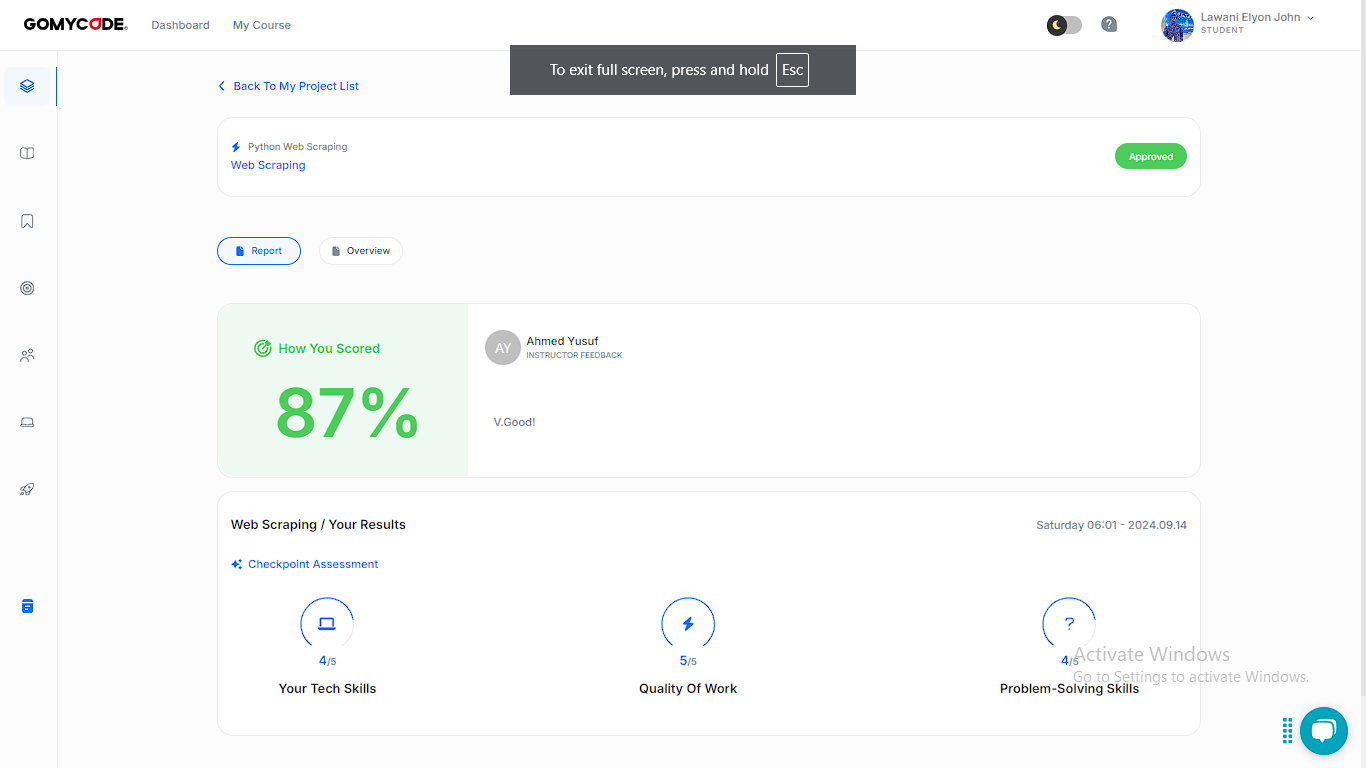 GOMYCODE
Dashboard
My Course
?
Lawani Elyon John
STUDENT
To exit full screen, press and hold Esc
Back To My Project List
Python Web Scraping
Web Scraping
Approved
Report
Overview
How You Scored
87%
AY
Ahmed Yusuf
INSTRUCTOR FEEDBACK
V.Good!
Web Scraping / Your Results
Saturday 06:01 - 2024.09.14
Checkpoint Assessment
?
4/5
5/5
4/5
Your Tech Skills
Quality Of Work
Problem-Solving Skills
Activate Windows
Go to Settings to activate Windows.